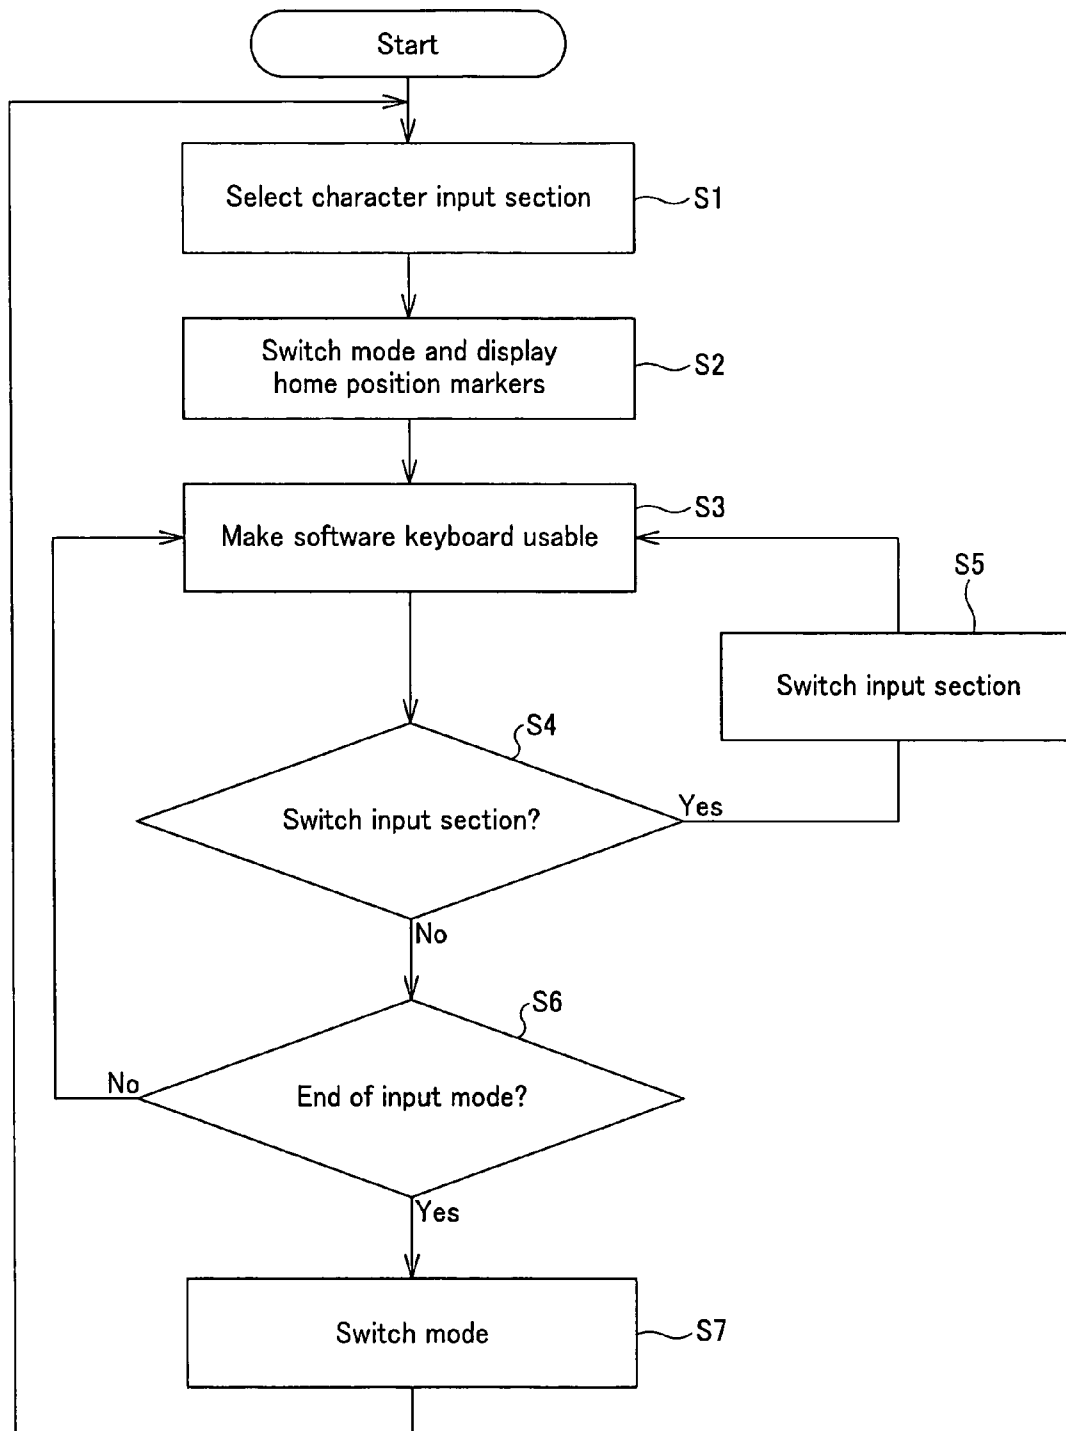 Start
Select character input section
S1
Switch mode and display
home position markers
S2
Make software keyboard usable
S3
S5
Switch input section
S4
Switch input section?
Yes
No
S6
End of input mode?
No
Yes
Switch mode
S7